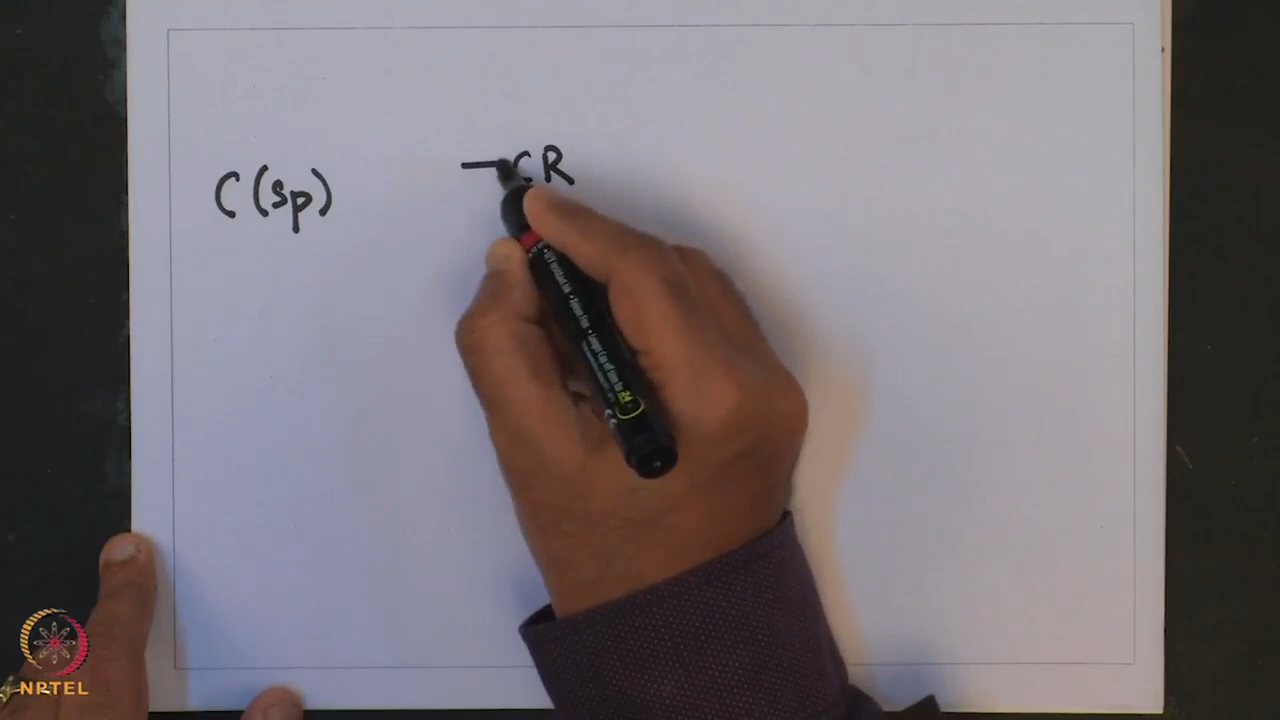 C(sp) — CR
NPTEL